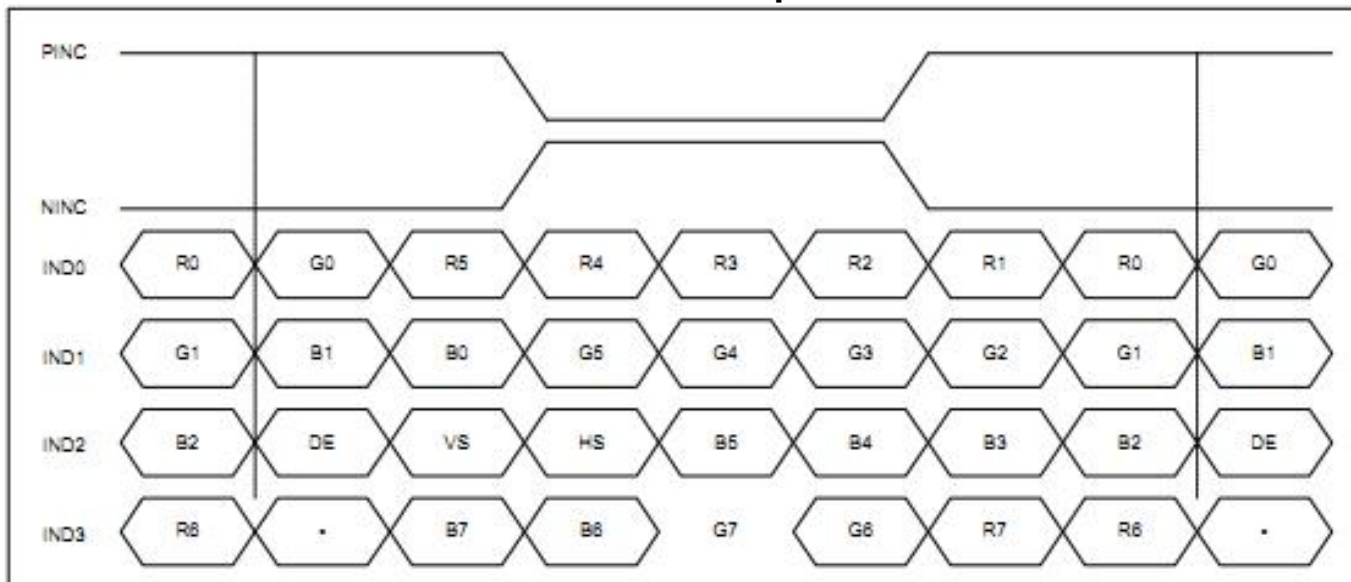 PINC
NINC
IND0 R0 G0 R5 R4 R3 R2 R1 R0 G0
IND1 G1 B1 B0 G5 G4 G3 G2 G1 B1
IND2 B2 DE VS HS B5 B4 B3 B2 DE
IND3 R6 - B7 B6 G7 G6 R7 R6 -